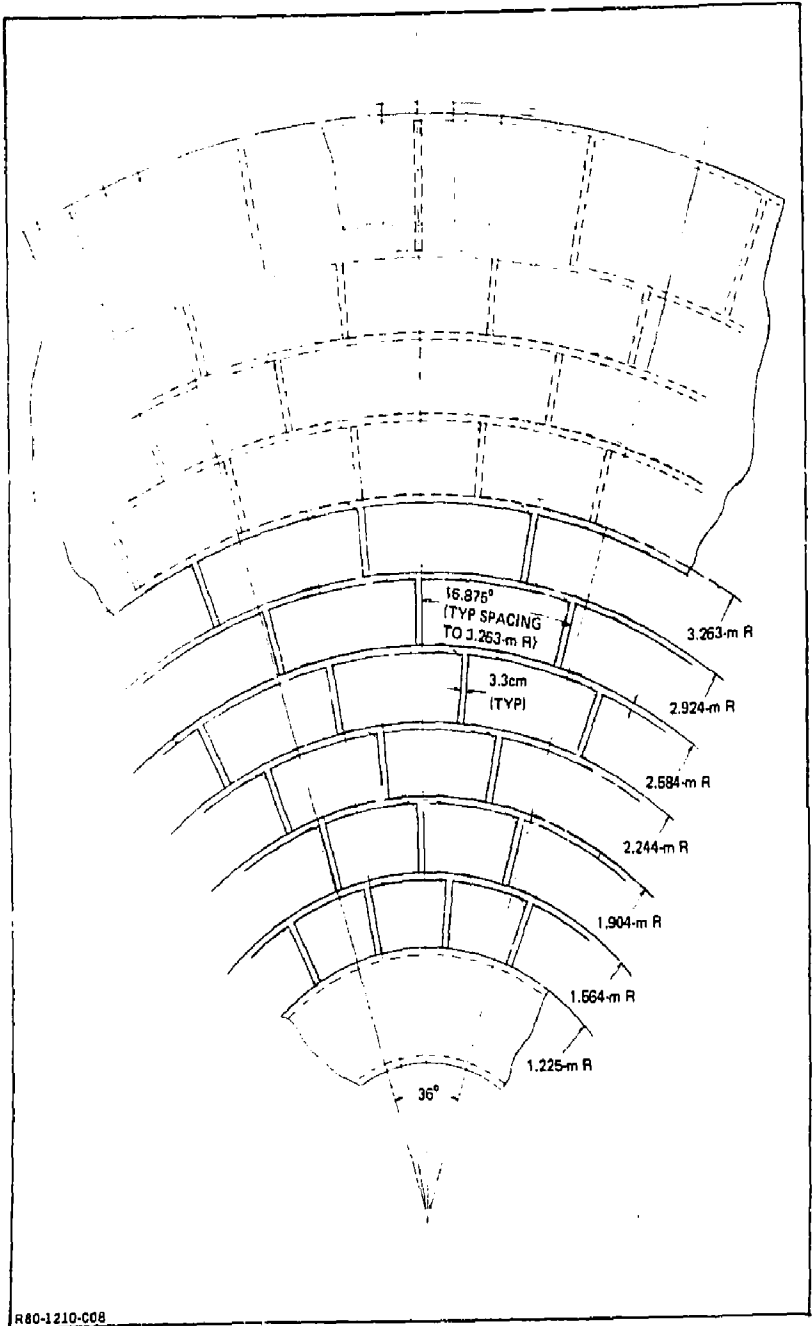 16.875°
(TYP SPACING
TO 3.263-m R)
3.3cm
(TYP)
3.263-m R
2.924-m R
2.584-m R
2.244-m R
1.904-m R
1.564-m R
1.225-m R
36°
R80-1210-C08